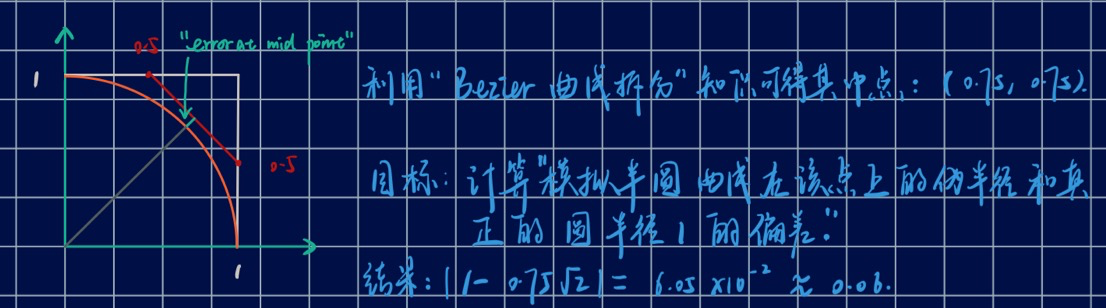 0.5 "error at mid point"
1
利用"Bezier 曲线拆分"知识可得其中点: (0.75, 0.75).
0.5
目标: 计算"模拟半圆 曲线在该点上的伪半径和真
正的圆半径1的偏差."
1
结果: |1-0.75√2| = 6.05 ×10⁻² ≈ 0.06.